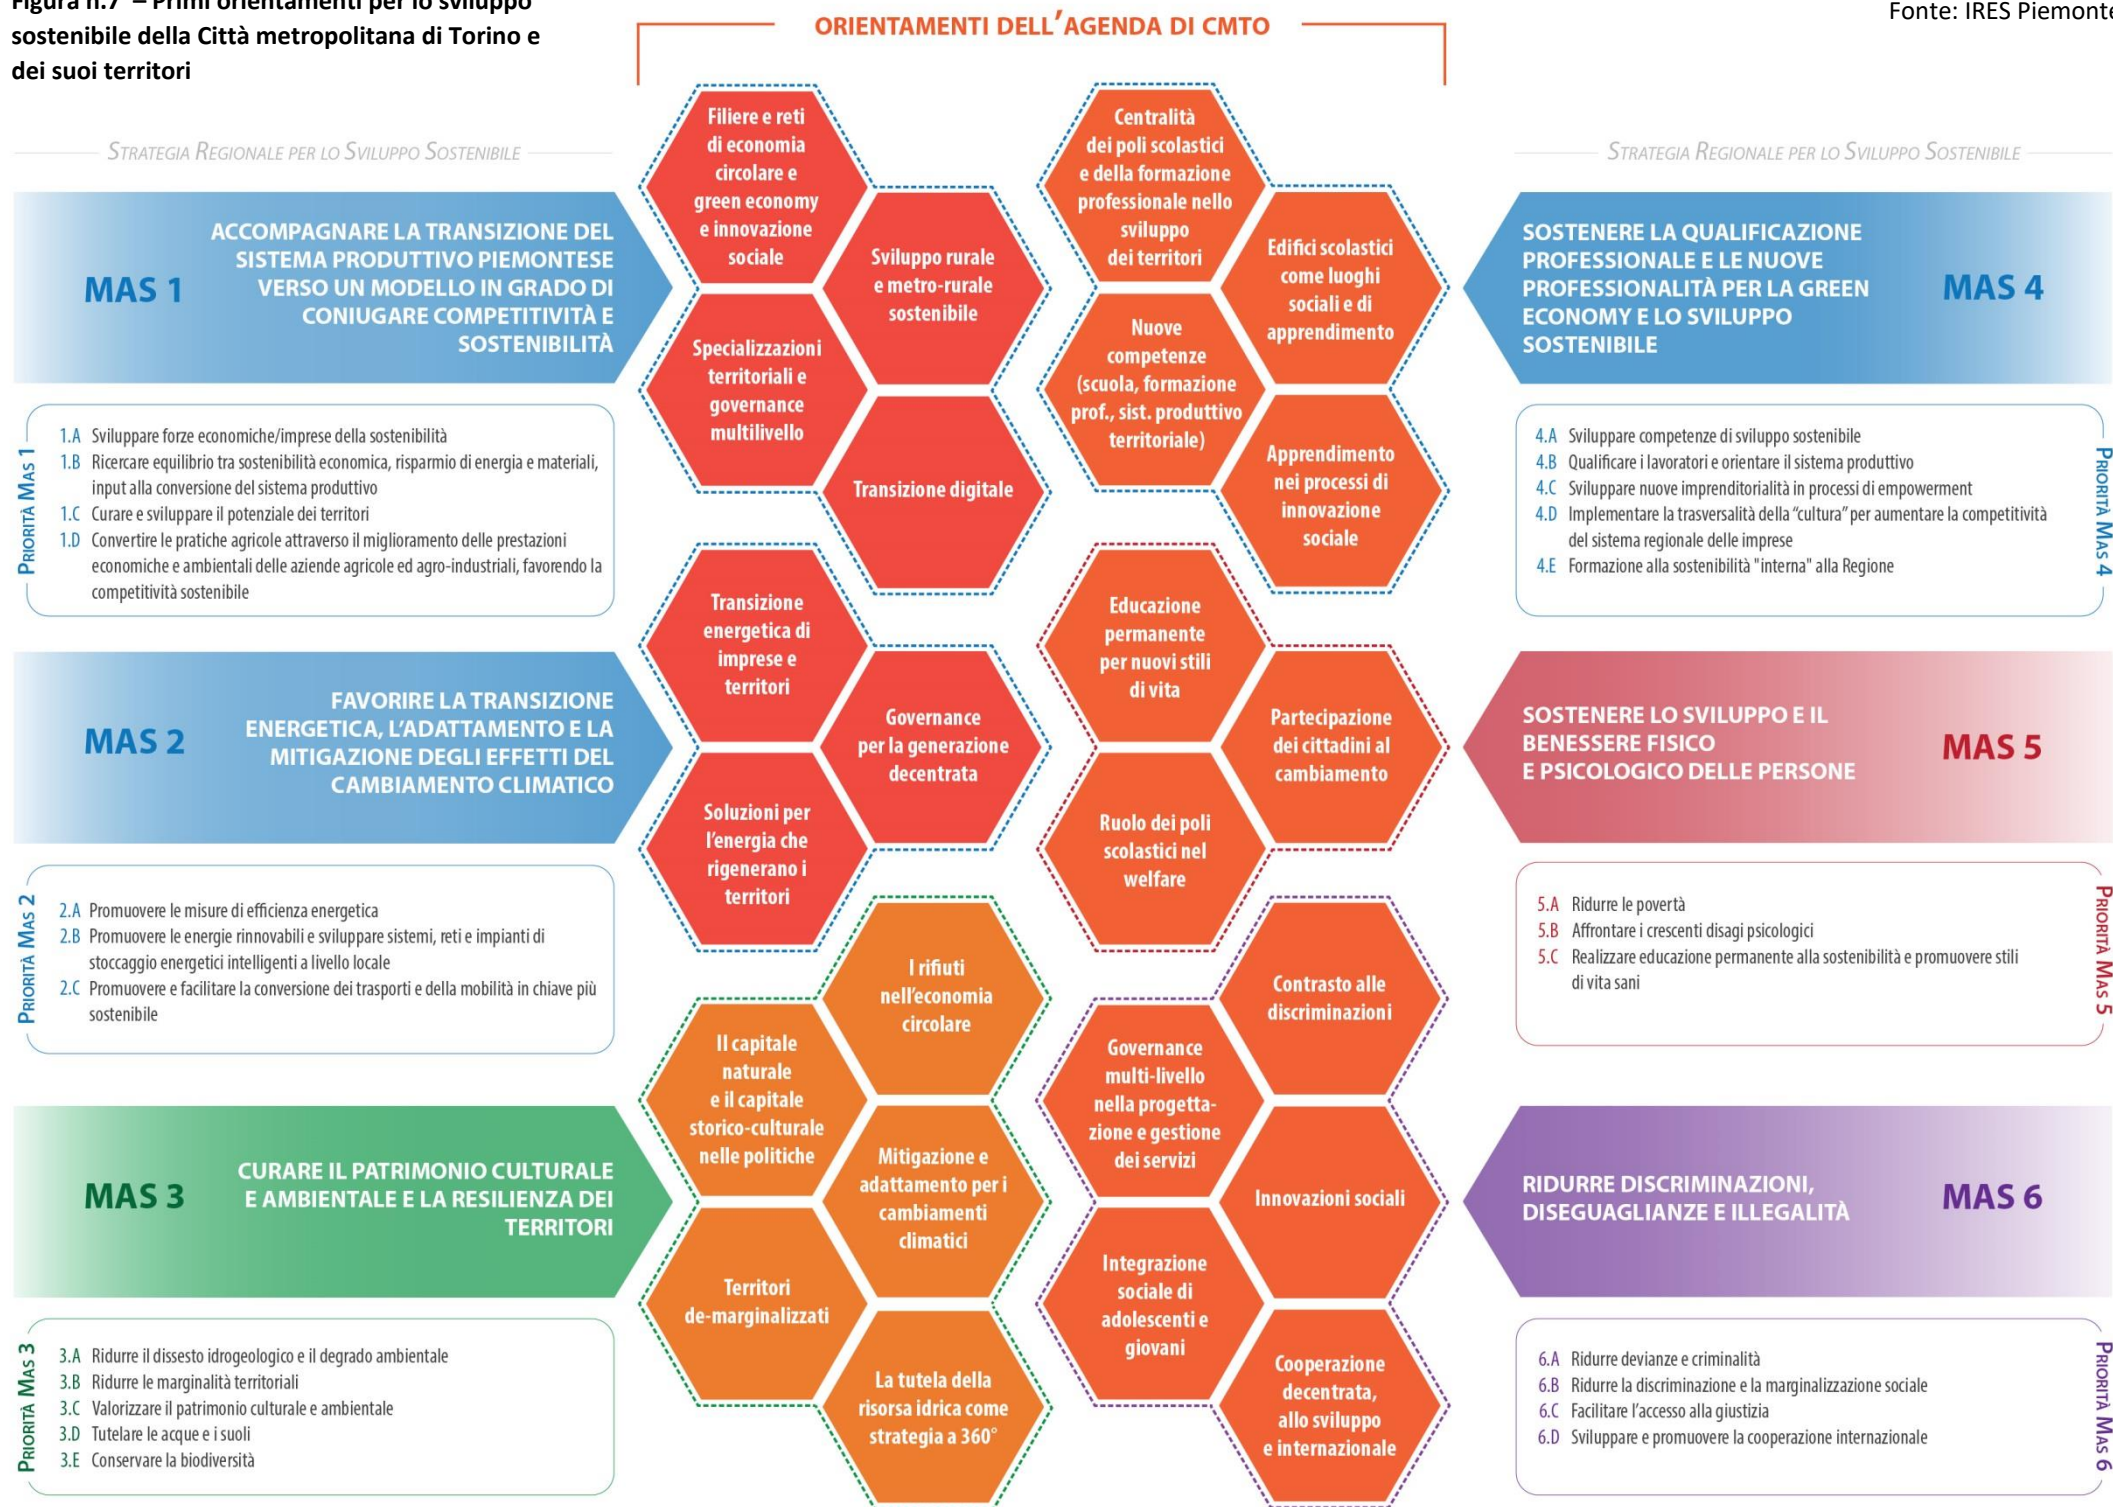 Figura n.7 – Primi orientamenti per lo sviluppo
sostenibile della Città metropolitana di Torino e
dei suoi territori
Fonte: IRES Piemonte
ORIENTAMENTI DELL'AGENDA DI CMTO
STRATEGIA REGIONALE PER LO SVILUPPO SOSTENIBILE
MAS 1
ACCOMPAGNARE LA TRANSIZIONE DEL
SISTEMA PRODUTTIVO PIEMONTESE
VERSO UN MODELLO IN GRADO DI
CONIUGARE COMPETITIVITÀ E
SOSTENIBILITÀ
PRIORITÀ MAS 1
1.A Sviluppare forze economiche/imprese della sostenibilità
1.B Ricercare equilibrio tra sostenibilità economica, risparmio di energia e materiali,
input alla conversione del sistema produttivo
1.C Curare e sviluppare il potenziale dei territori
1.D Convertire le pratiche agricole attraverso il miglioramento delle prestazioni
economiche e ambientali delle aziende agricole ed agro-industriali, favorendo la
competitività sostenibile
MAS 2
FAVORIRE LA TRANSIZIONE
ENERGETICA, L'ADATTAMENTO E LA
MITIGAZIONE DEGLI EFFETTI DEL
CAMBIAMENTO CLIMATICO
PRIORITÀ MAS 2
2.A Promuovere le misure di efficienza energetica
2.B Promuovere le energie rinnovabili e sviluppare sistemi, reti e impianti di
stoccaggio energetici intelligenti a livello locale
2.C Promuovere e facilitare la conversione dei trasporti e della mobilità in chiave più
sostenibile
MAS 3
CURARE IL PATRIMONIO CULTURALE
E AMBIENTALE E LA RESILIENZA DEI
TERRITORI
PRIORITÀ MAS 3
3.A Ridurre il dissesto idrogeologico e il degrado ambientale
3.B Ridurre le marginalità territoriali
3.C Valorizzare il patrimonio culturale e ambientale
3.D Tutelare le acque e i suoli
3.E Conservare la biodiversità
Filiere e reti
di economia
circolare e
green economy
e innovazione
sociale
Sviluppo rurale
e metro-rurale
sostenibile
Specializzazioni
territoriali e
governance
multilivello
Transizione digitale
Transizione
energetica di
imprese e
territori
Governance
per la generazione
decentrata
Soluzioni per
l'energia che
rigenerano i
territori
I rifiuti
nell'economia
circolare
Il capitale
naturale
e il capitale
storico-culturale
nelle politiche
Mitigazione e
adattamento per i
cambiamenti
climatici
Territori
de-marginalizzati
La tutela della
risorsa idrica come
strategia a 360°
Centralità
dei poli scolastici
e della formazione
professionale nello
sviluppo
dei territori
Edifici scolastici
come luoghi
sociali e di
apprendimento
Nuove
competenze
(scuola, formazione
prof., sist. produttivo
territoriale)
Apprendimento
nei processi di
innovazione
sociale
Educazione
permanente
per nuovi stili
di vita
Partecipazione
dei cittadini al
cambiamento
Ruolo dei poli
scolastici nel
welfare
Contrasto alle
discriminazioni
Governance
multi-livello
nella progetta-
zione e gestione
dei servizi
Innovazioni sociali
Integrazione
sociale di
adolescenti e
giovani
Cooperazione
decentrata,
allo sviluppo
e internazionale
STRATEGIA REGIONALE PER LO SVILUPPO SOSTENIBILE
SOSTENERE LA QUALIFICAZIONE
PROFESSIONALE E LE NUOVE
PROFESSIONALITÀ PER LA GREEN
ECONOMY E LO SVILUPPO
SOSTENIBILE
MAS 4
4.A Sviluppare competenze di sviluppo sostenibile
4.B Qualificare i lavoratori e orientare il sistema produttivo
4.C Sviluppare nuove imprenditorialità in processi di empowerment
4.D Implementare la trasversalità della “cultura” per aumentare la competitività
del sistema regionale delle imprese
4.E Formazione alla sostenibilità "interna" alla Regione
PRIORITÀ MAS 4
SOSTENERE LO SVILUPPO E IL
BENESSERE FISICO
E PSICOLOGICO DELLE PERSONE
MAS 5
5.A Ridurre le povertà
5.B Affrontare i crescenti disagi psicologici
5.C Realizzare educazione permanente alla sostenibilità e promuovere stili
di vita sani
PRIORITÀ MAS 5
RIDURRE DISCRIMINAZIONI,
DISEGUAGLIANZE E ILLEGALITÀ
MAS 6
6.A Ridurre devianze e criminalità
6.B Ridurre la discriminazione e la marginalizzazione sociale
6.C Facilitare l'accesso alla giustizia
6.D Sviluppare e promuovere la cooperazione internazionale
PRIORITÀ MAS 6